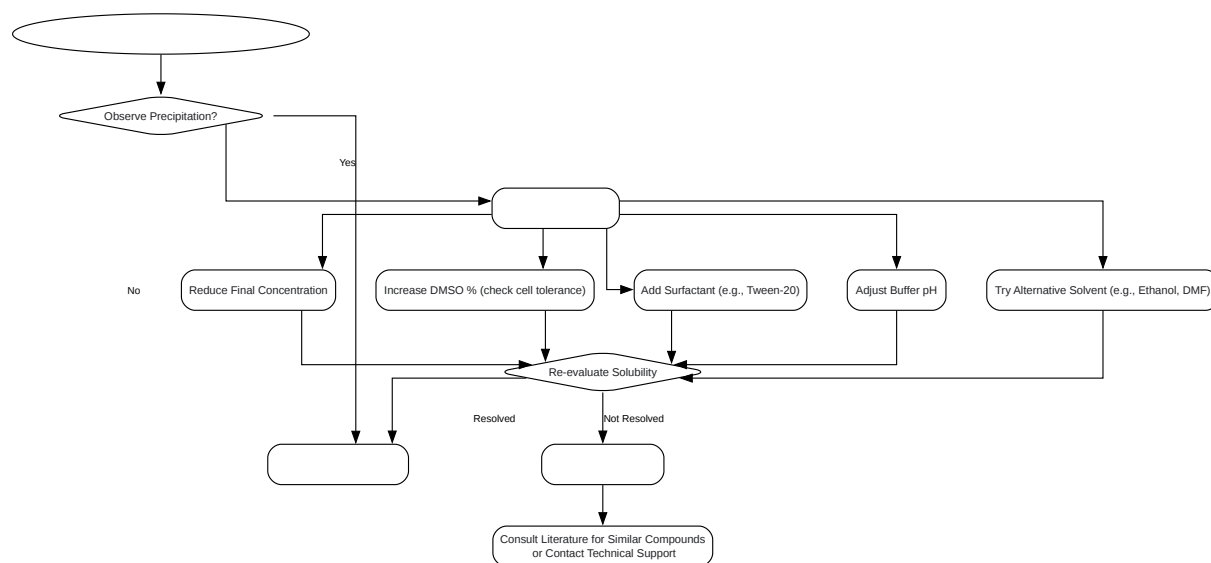 Observe Precipitation?
Yes
No
Reduce Final Concentration
Increase DMSO % (check cell tolerance)
Add Surfactant (e.g., Tween-20)
Adjust Buffer pH
Try Alternative Solvent (e.g., Ethanol, DMF)
Re-evaluate Solubility
Resolved
Not Resolved
Consult Literature for Similar Compounds
or Contact Technical Support